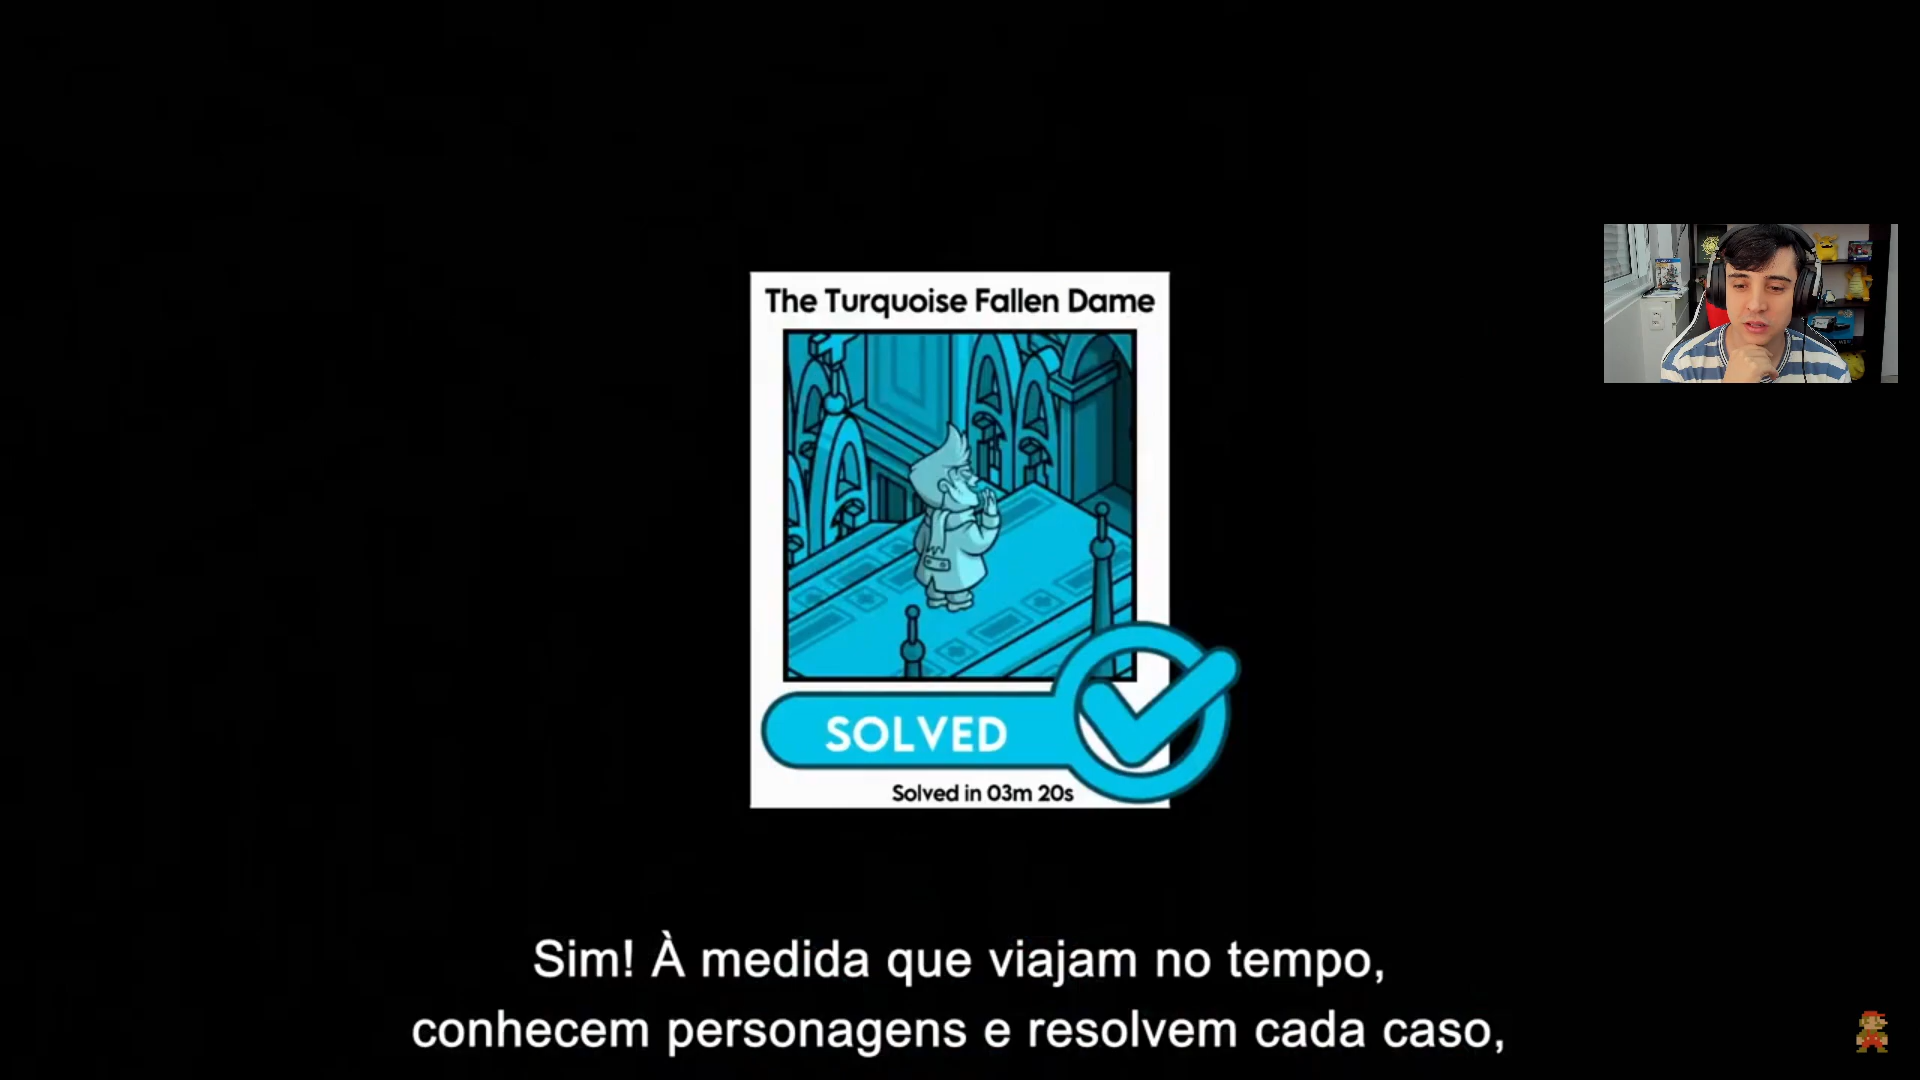 The Turquoise Fallen Dame
SOLVED
Solved in 03m 20s
Sim! À medida que viajam no tempo,
conhecem personagens e resolvem cada caso,